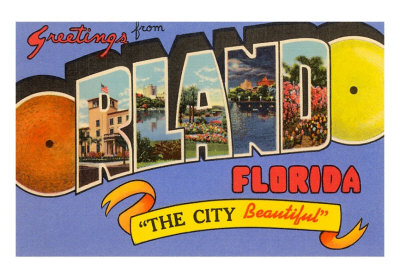 Greetings from
ORLANDO
FLORIDA
"THE CITY Beautiful"